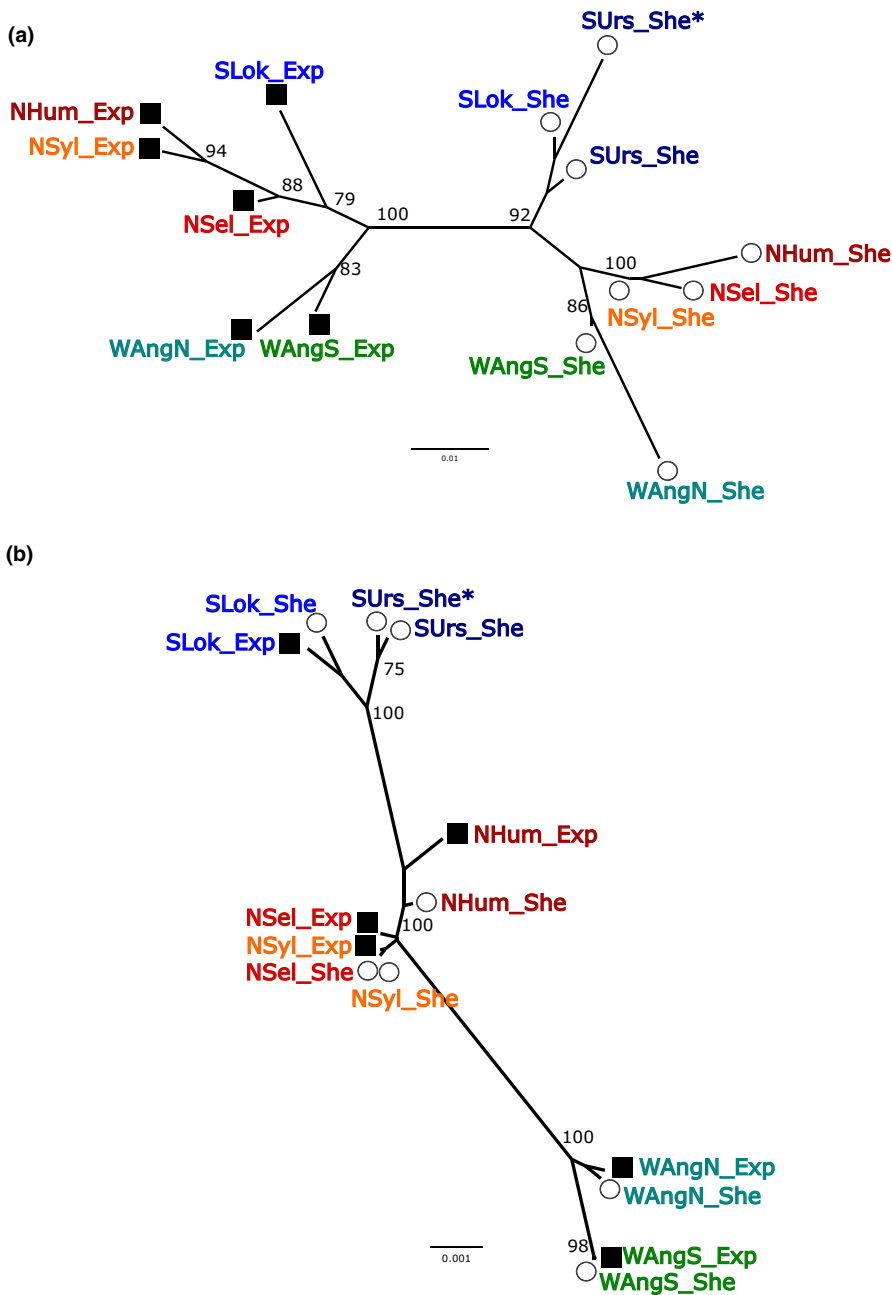 (a)
SUrs_She*
SLok_Exp
SLok_She
NHum_Exp
NSyl_Exp
94
SUrs_She
88
79
NSel_Exp
100
92
NHum_She
100
NSel_She
83
NSyl_She
86
WAngN_Exp
WAngS_Exp
WAngS_She
0.01
WAngN_She
(b)
SLok_She
SUrs_She*
SUrs_She
SLok_Exp
75
100
NHum_Exp
NHum_She
NSel_Exp
100
NSyl_Exp
NSel_She
NSyl_She
100
WAngN_Exp
WAngN_She
98
WAngS_Exp
0.001
WAngS_She